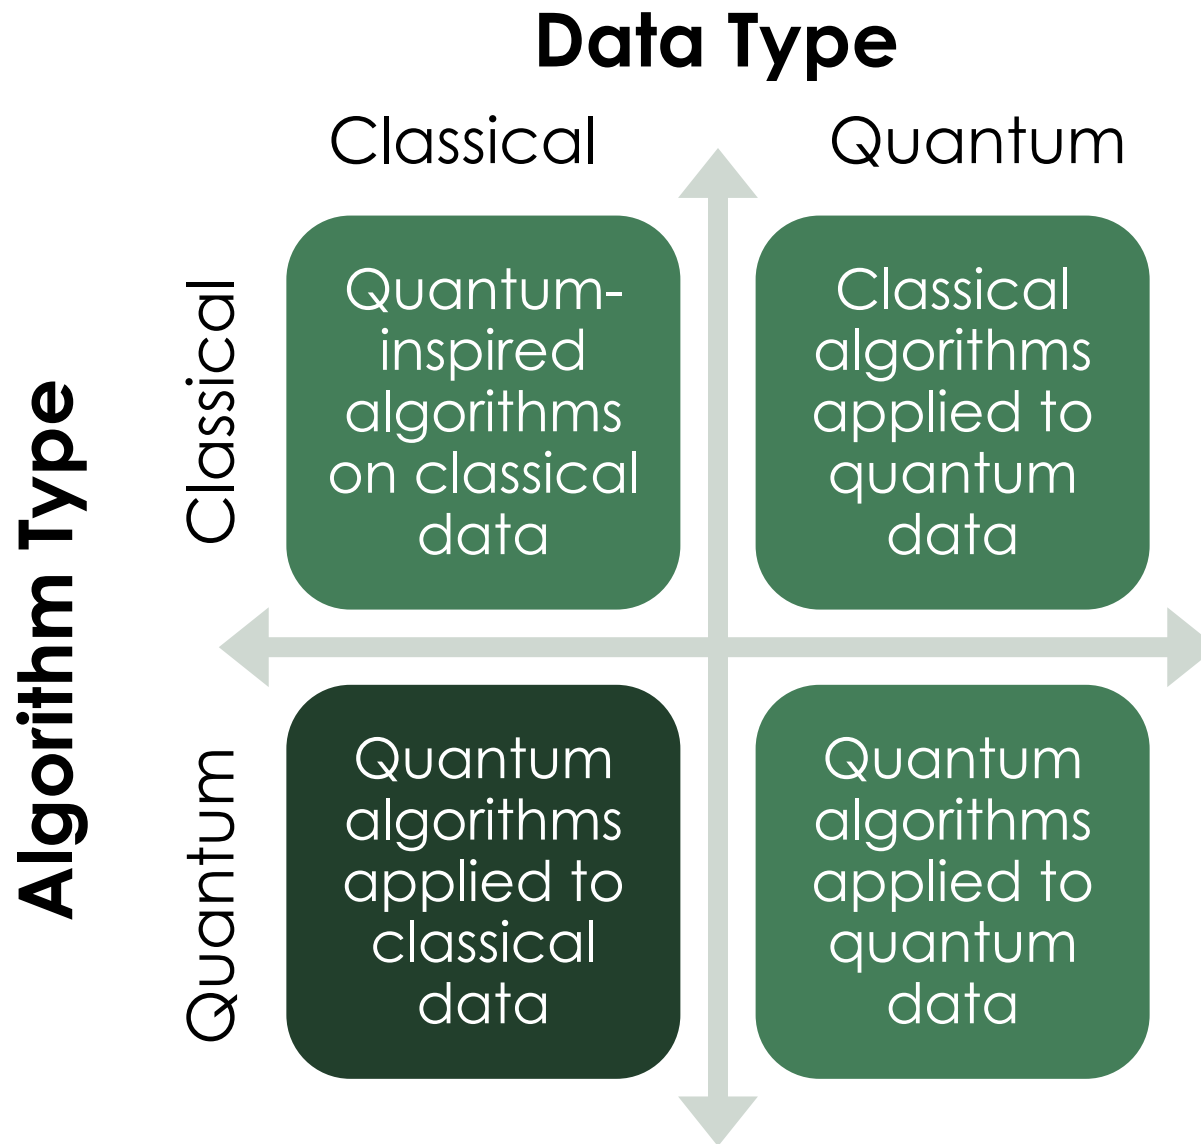 Data Type
Classical
Quantum
Algorithm Type
Classical
Quantum-
inspired
algorithms
on classical
data
Classical
algorithms
applied to
quantum
data
Quantum
Quantum
algorithms
applied to
classical
data
Quantum
algorithms
applied to
quantum
data